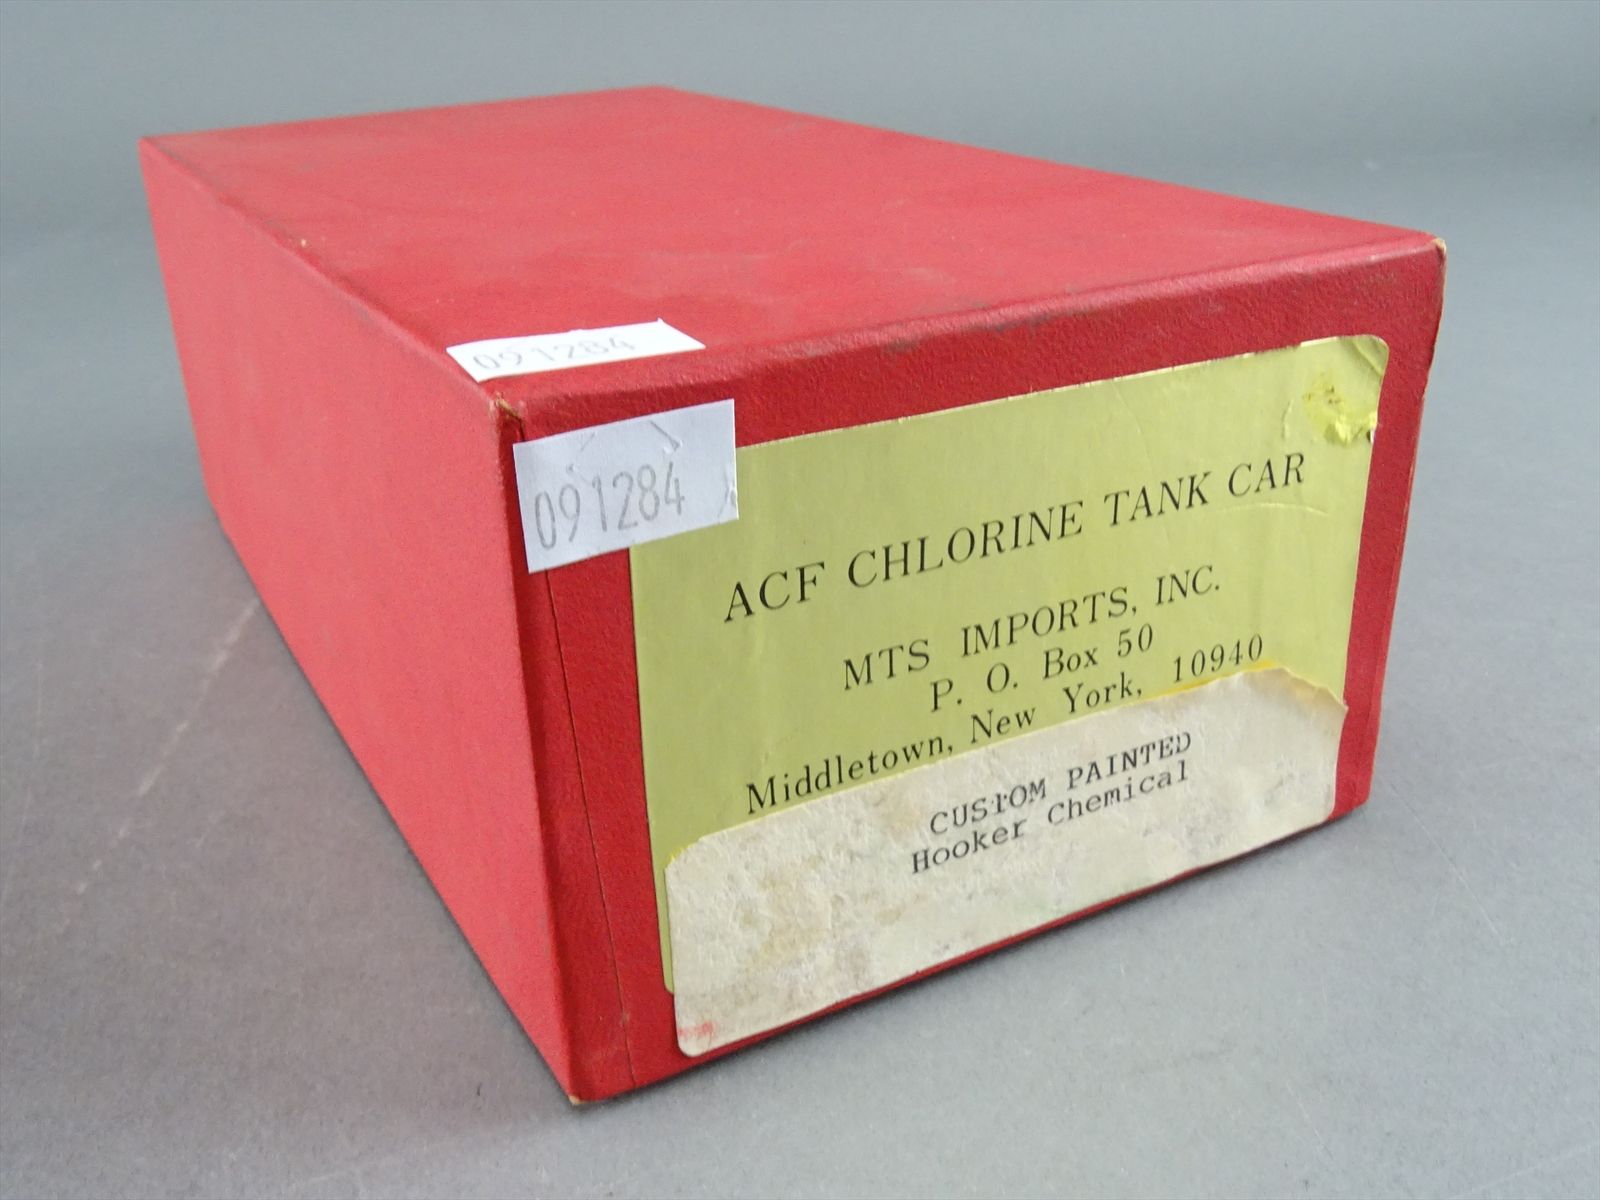 091284
091284
ACF CHLORINE TANK CAR
MTS IMPORTS, INC.
P. O. Box 50
Middletown, New York, 10940
CUSTOM PAINTED
Hooker Chemical